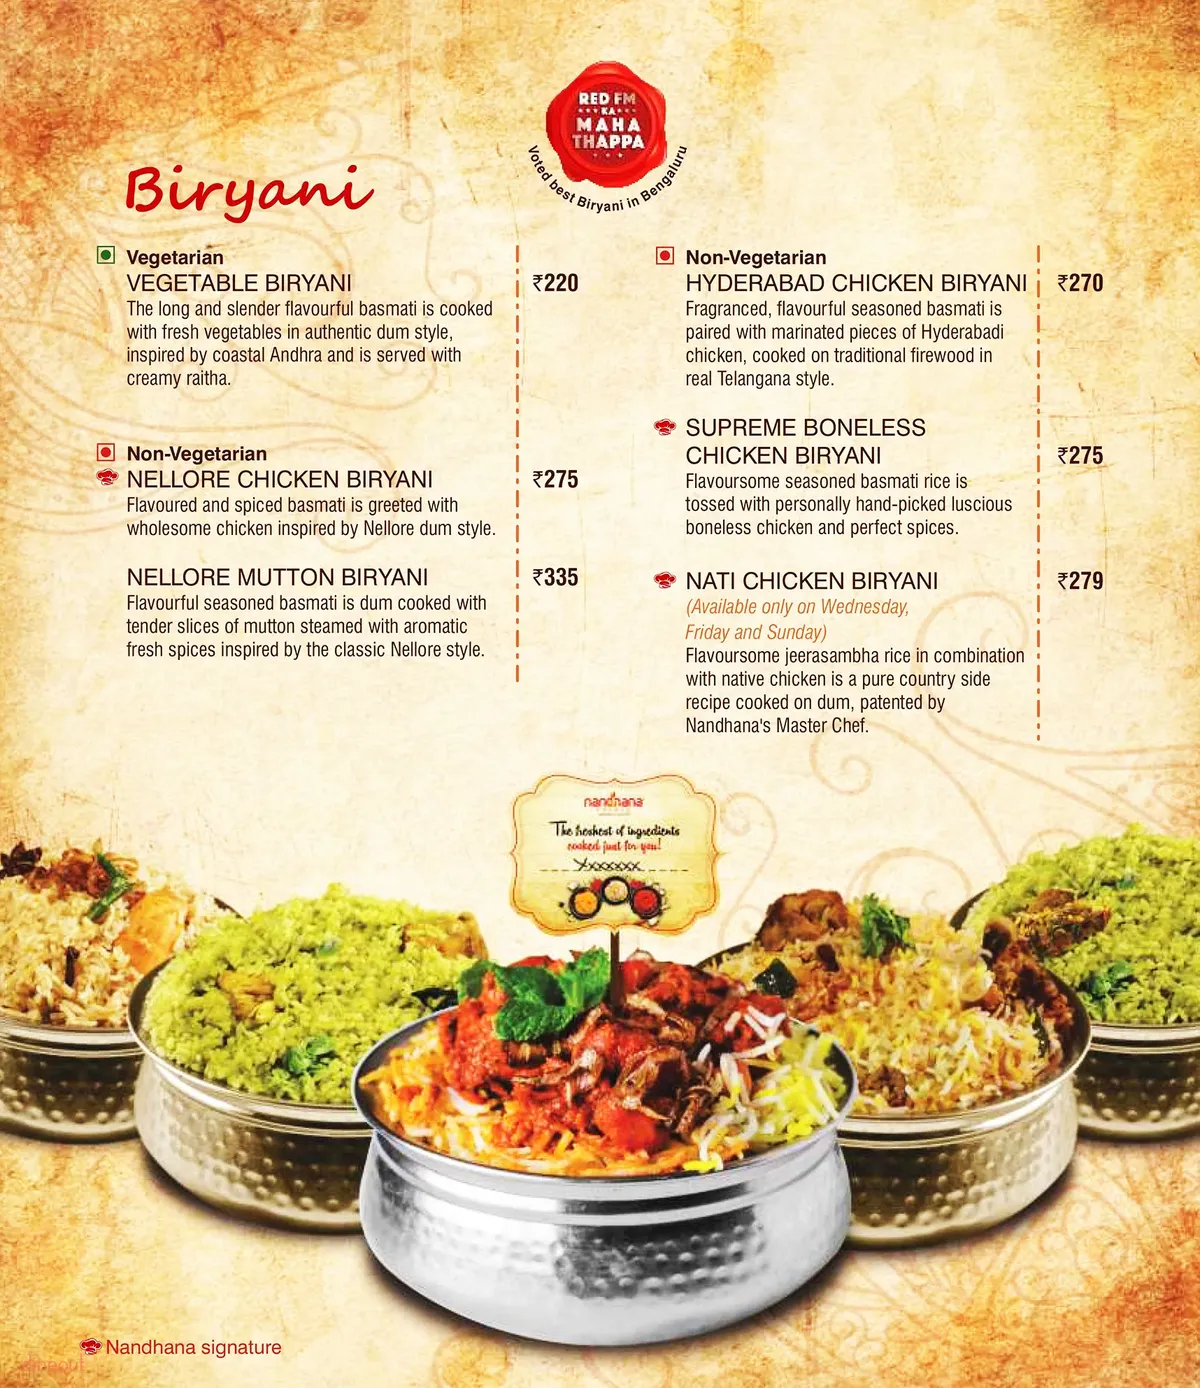 RED FM
KA
MAHA
THAPPA
Voted best Biryani in Bengaluru
Biryani
Vegetarian
VEGETABLE BIRYANI ₹220
The long and slender flavourful basmati is cooked
with fresh vegetables in authentic dum style,
inspired by coastal Andhra and is served with
creamy raitha.
Non-Vegetarian
NELLORE CHICKEN BIRYANI ₹275
Flavoured and spiced basmati is greeted with
wholesome chicken inspired by Nellore dum style.
NELLORE MUTTON BIRYANI ₹335
Flavourful seasoned basmati is dum cooked with
tender slices of mutton steamed with aromatic
fresh spices inspired by the classic Nellore style.
Non-Vegetarian
HYDERABAD CHICKEN BIRYANI ₹270
Fragranced, flavourful seasoned basmati is
paired with marinated pieces of Hyderabadi
chicken, cooked on traditional firewood in
real Telangana style.
SUPREME BONELESS
CHICKEN BIRYANI ₹275
Flavoursome seasoned basmati rice is
tossed with personally hand-picked luscious
boneless chicken and perfect spices.
NATI CHICKEN BIRYANI ₹279
(Available only on Wednesday,
Friday and Sunday)
Flavoursome jeerasambha rice in combination
with native chicken is a pure country side
recipe cooked on dum, patented by
Nandhana's Master Chef.
nandhana
The freshest of ingredients
cooked just for you!
Yxxxxxx
Nandhana signature